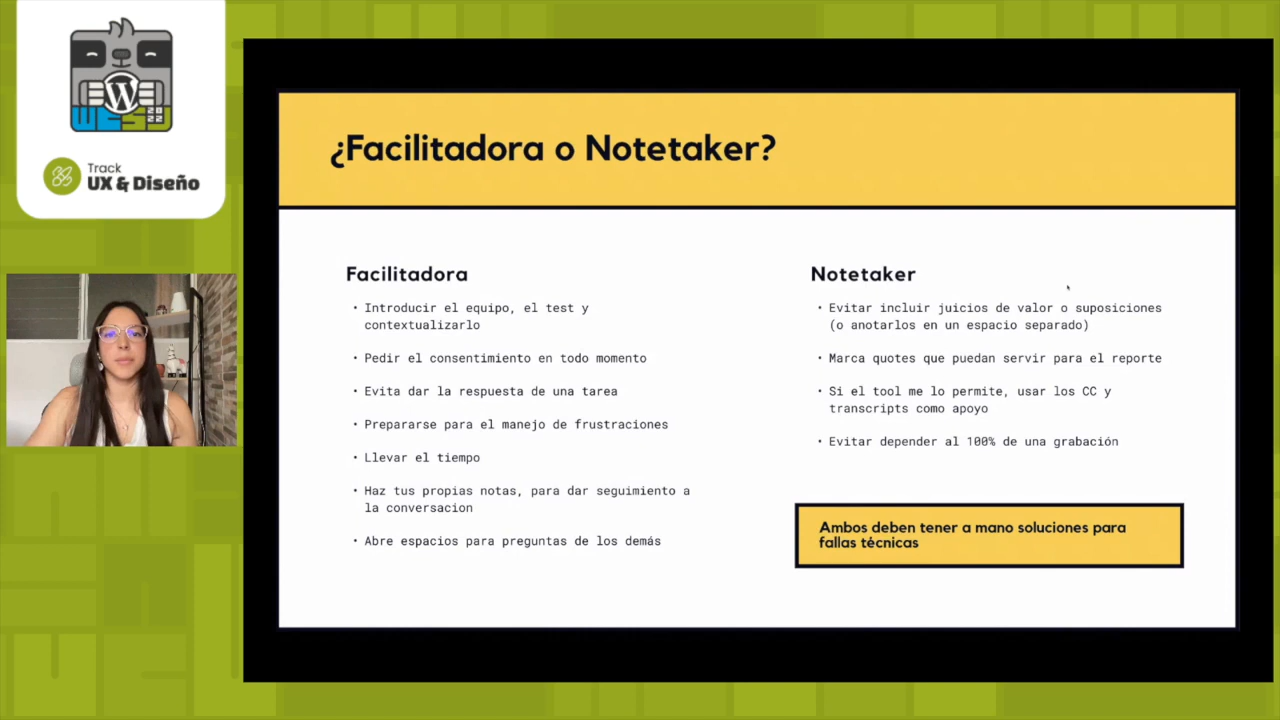 W
WCSJ
20
22
Track
UX & Diseño
¿Facilitadora o Notetaker?
Facilitadora
• Introducir el equipo, el test y
contextualizarlo
• Pedir el consentimiento en todo momento
• Evita dar la respuesta de una tarea
• Prepararse para el manejo de frustraciones
• Llevar el tiempo
• Haz tus propias notas, para dar seguimiento a
la conversacion
• Abre espacios para preguntas de los demás
Notetaker
• Evitar incluir juicios de valor o suposiciones
(o anotarlos en un espacio separado)
• Marca quotes que puedan servir para el reporte
• Si el tool me lo permite, usar los CC y
transcripts como apoyo
• Evitar depender al 100% de una grabación
Ambos deben tener a mano soluciones para
fallas técnicas